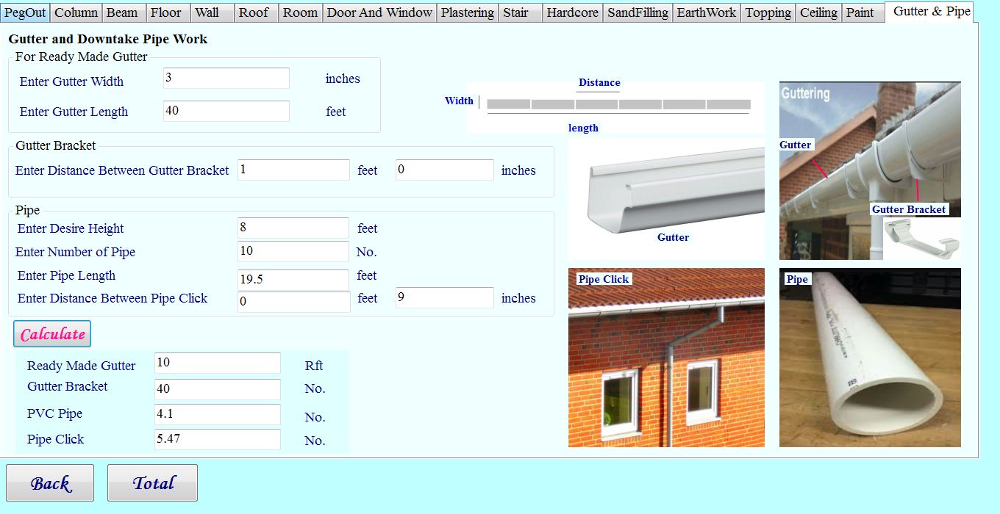 PegOut Column Beam Floor Wall Roof Room Door And Window Plastering Stair Hardcore SandFilling EarthWork Topping Ceiling Paint Gutter & Pipe
Gutter and Downtake Pipe Work
For Ready Made Gutter
Enter Gutter Width 3 inches
Enter Gutter Length 40 feet
Gutter Bracket
Enter Distance Between Gutter Bracket 1 feet 0 inches
Pipe
Enter Desire Height 8 feet
Enter Number of Pipe 10 No.
Enter Pipe Length 19.5 feet
Enter Distance Between Pipe Click 0 feet 9 inches
Calculate
Ready Made Gutter 10 Rft
Gutter Bracket 40 No.
PVC Pipe 4.1 No.
Pipe Click 5.47 No.
Distance
Width
length
Gutter
Guttering
Gutter
Gutter Bracket
Pipe Click
Pipe
Back Total